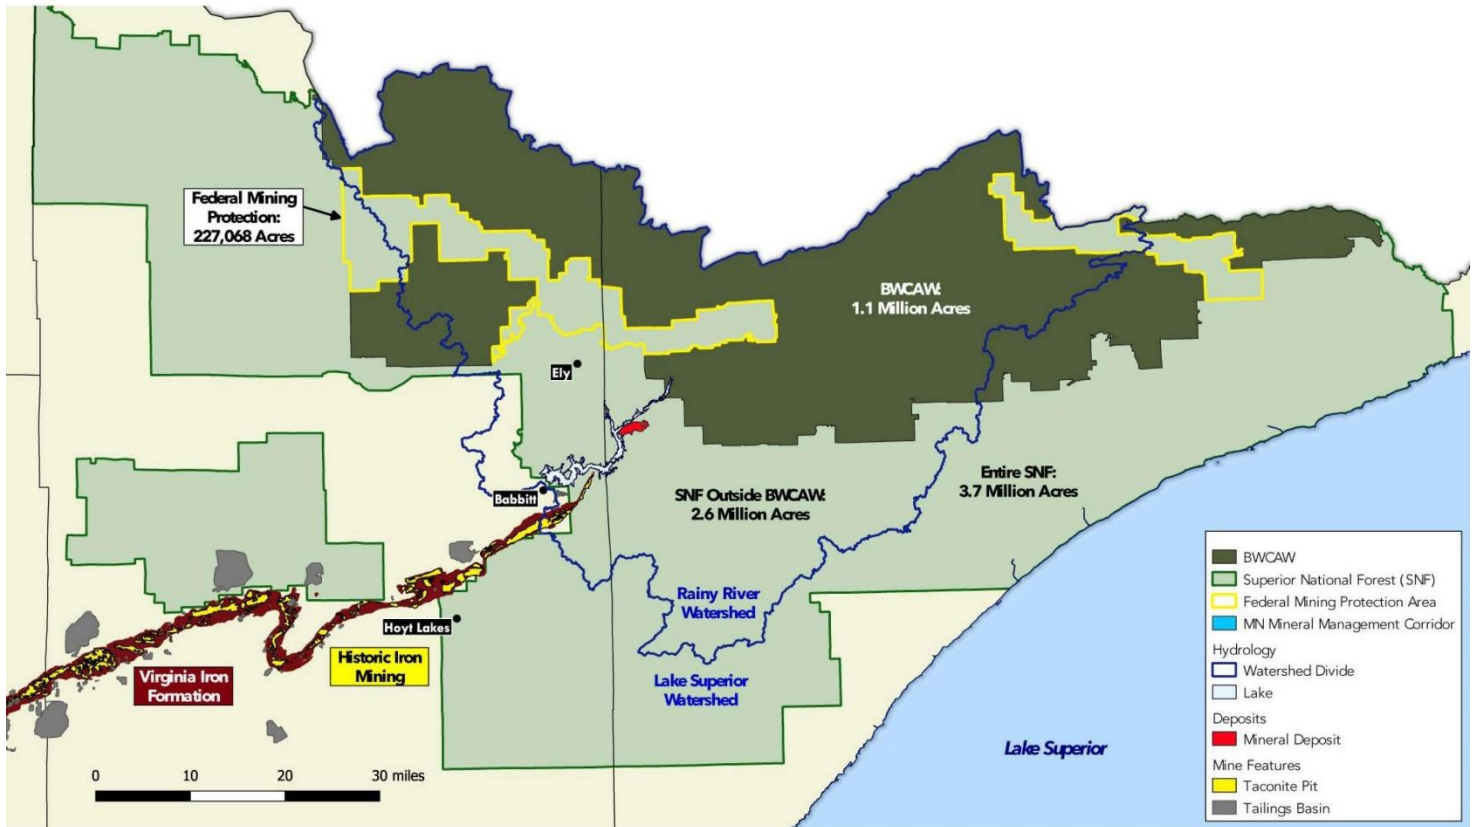 Federal Mining
Protection:
227,068 Acres
BWCAW:
1.1 Million Acres
Ely
Entire SNF:
3.7 Million Acres
SNF Outside BWCAW:
2.6 Million Acres
Babbitt
Rainy River
Watershed
Hoyt Lakes
Historic Iron
Mining
Virginia Iron
Formation
Lake Superior
Watershed
Lake Superior
0 10 20 30 miles
BWCAW
Superior National Forest (SNF)
Federal Mining Protection Area
MN Mineral Management Corridor
Hydrology
Watershed Divide
Lake
Deposits
Mineral Deposit
Mine Features
Taconite Pit
Tailings Basin